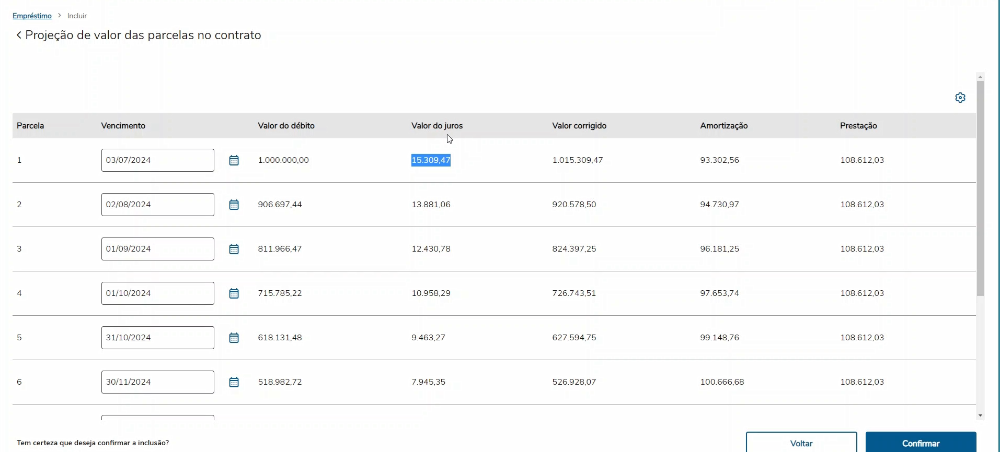 Empréstimo > Incluir
< Projeção de valor das parcelas no contrato
Parcela Vencimento Valor do débito Valor do juros Valor corrigido Amortização Prestação
1 03/07/2024 1.000.000,00 15.309,47 1.015.309,47 93.302,56 108.612,03
2 02/08/2024 906.697,44 13.881,06 920.578,50 94.730,97 108.612,03
3 01/09/2024 811.966,47 12.430,78 824.397,25 96.181,25 108.612,03
4 01/10/2024 715.785,22 10.958,29 726.743,51 97.653,74 108.612,03
5 31/10/2024 618.131,48 9.463,27 627.594,75 99.148,76 108.612,03
6 30/11/2024 518.982,72 7.945,35 526.928,07 100.666,68 108.612,03
Tem certeza que deseja confirmar a inclusão? Voltar Confirmar